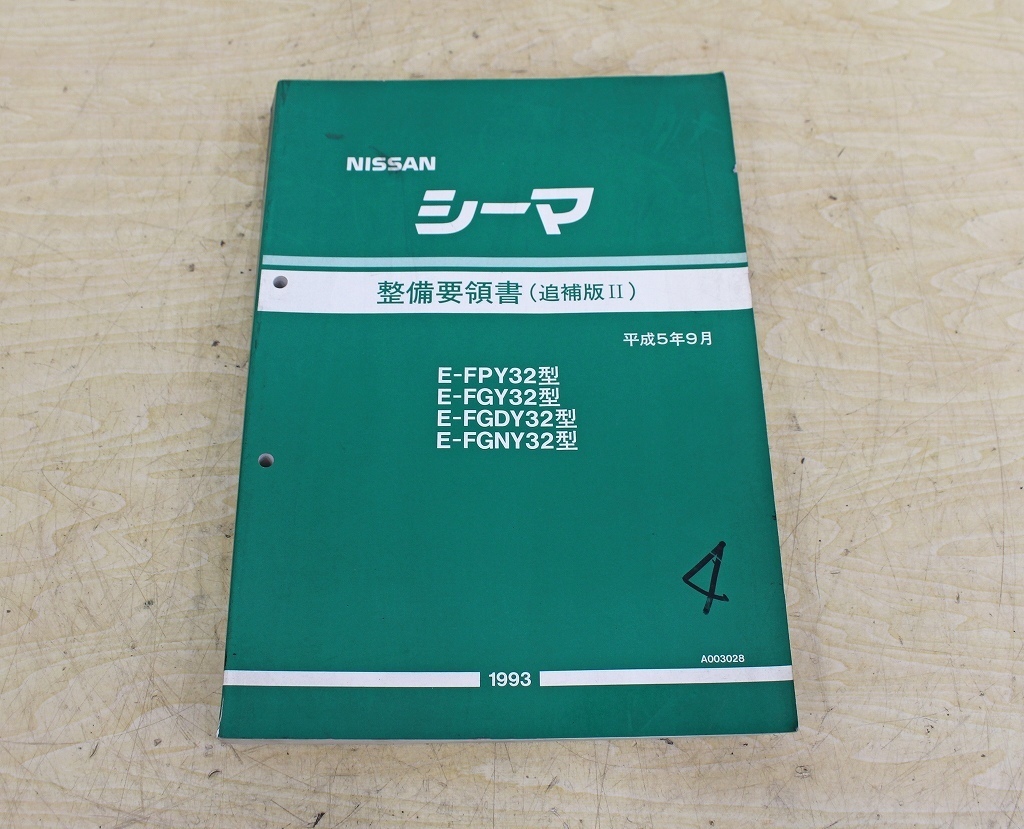 NISSAN
シーマ
整備要領書(追補版II)
平成5年9月
E-FPY32型
E-FGY32型
E-FGDY32型
E-FGNY32型
4
A003028
1993